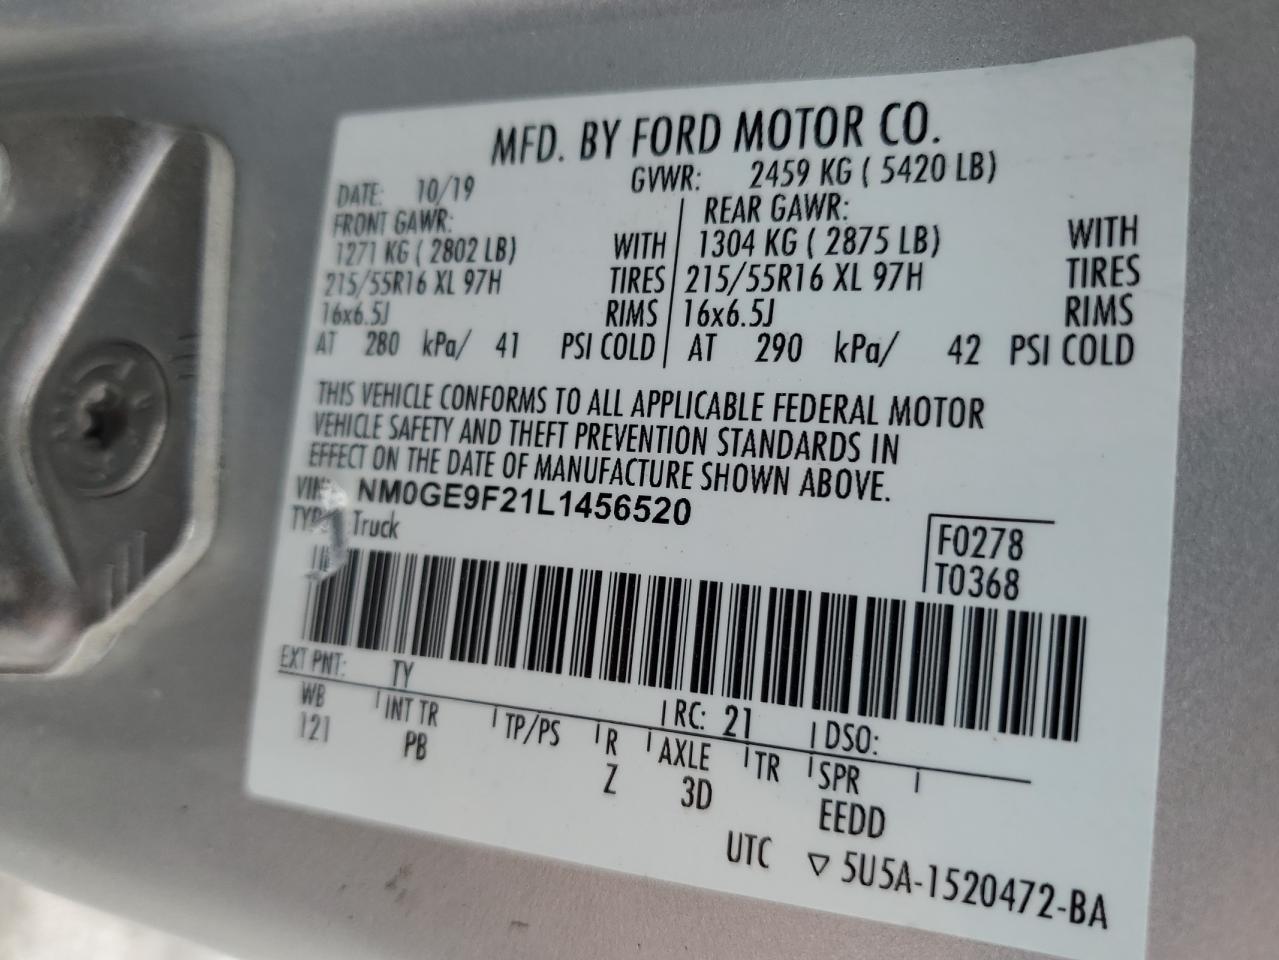 MFD. BY FORD MOTOR CO.
DATE: 10/19 GVWR: 2459 KG ( 5420 LB)
FRONT GAWR: REAR GAWR:
1271 KG ( 2802 LB) WITH 1304 KG ( 2875 LB) WITH
215/55R16 XL 97H TIRES 215/55R16 XL 97H TIRES
16x6.5J RIMS 16x6.5J RIMS
AT 280 kPa/ 41 PSI COLD AT 290 kPa/ 42 PSI COLD
THIS VEHICLE CONFORMS TO ALL APPLICABLE FEDERAL MOTOR
VEHICLE SAFETY AND THEFT PREVENTION STANDARDS IN
EFFECT ON THE DATE OF MANUFACTURE SHOWN ABOVE.
VIN: NM0GE9F21L1456520
TYPE: Truck
F0278
T0368
EXT PNT: TY RC: 21 DSO:
WB INT TR TP/PS R AXLE TR SPR
121 PB Z 3D EEDD
UTC ▽ 5U5A-1520472-BA